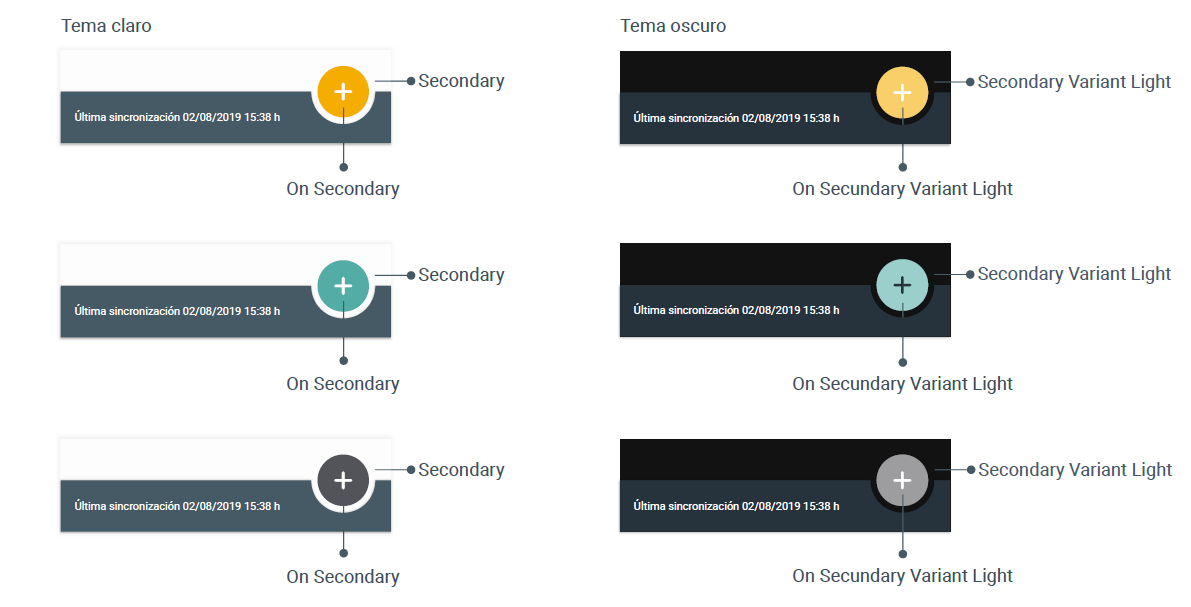 Tema claro
Tema oscuro
Secondary
Última sincronización 02/08/2019 15:38 h
On Secondary
Secondary Variant Light
Última sincronización 02/08/2019 15:38 h
On Secundary Variant Light
Secondary
Última sincronización 02/08/2019 15:38 h
On Secondary
Secondary Variant Light
Última sincronización 02/08/2019 15:38 h
On Secundary Variant Light
Secondary
Última sincronización 02/08/2019 15:38 h
On Secondary
Secondary Variant Light
Última sincronización 02/08/2019 15:38 h
On Secundary Variant Light